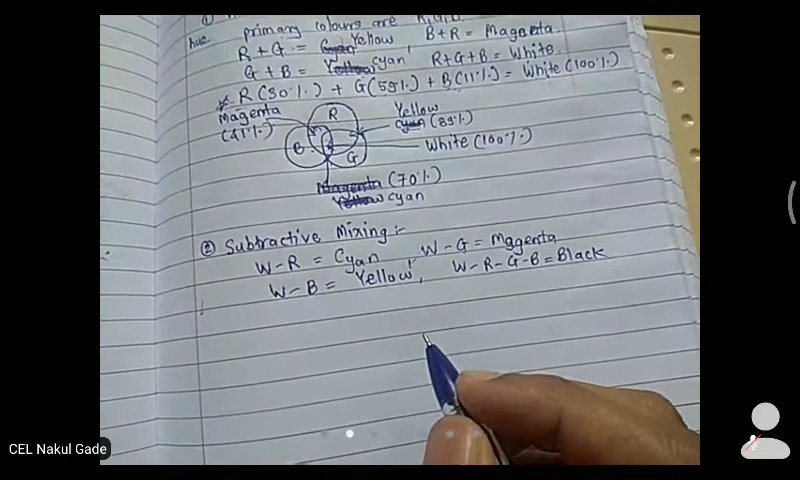 primary colours are R, G, B
hue
R + G = Yellow, B+R = Magenta
G + B = Cyan, R+G+B = White.
* R (30%) + G(59%) + B(11%) = White (100%)
Magenta
(41%)
R
B
G
Yellow
(89%)
White (100%)
(70%)
Cyan
② Subtractive Mixing :-
W-R = Cyan, W-G = Magenta
W-B = Yellow, W-R-G-B = Black
CEL Nakul Gade